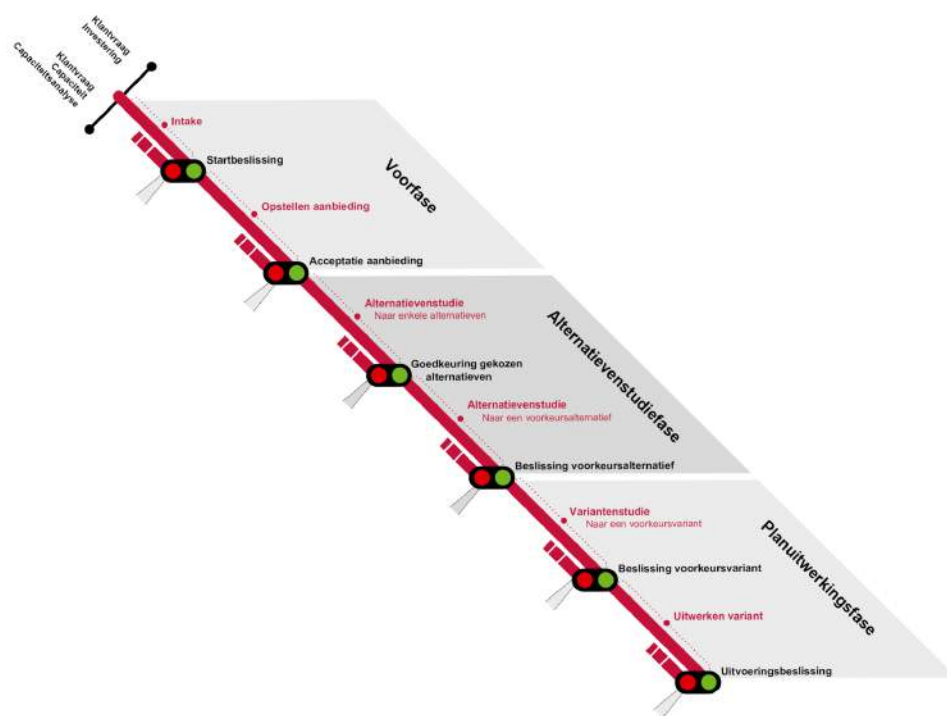 Klantvraag
Investering
Klantvraag
Capaciteit
Capaciteitsanalyse
Intake
Startbeslissing
Voorfase
Opstellen aanbieding
Acceptatie aanbieding
Alternatievenstudie
Naar enkele alternatieven
Alternatievenstudiefase
Goedkeuring gekozen
alternatieven
Alternatievenstudie
Naar een voorkeursalternatief
Beslissing voorkeursalternatief
Variantenstudie
Naar een voorkeursvariant
Planuitwerkingsfase
Beslissing voorkeursvariant
Uitwerken variant
Uitvoeringsbeslissing